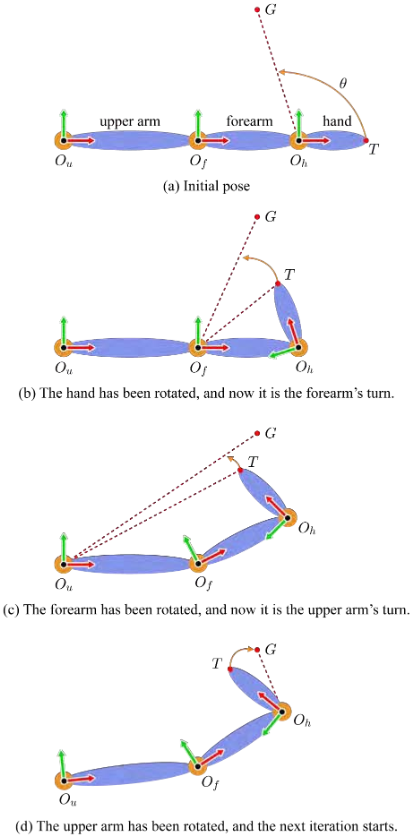 G
θ
upper arm forearm hand
O_u O_f O_h T
(a) Initial pose
G
T
O_u O_f O_h
(b) The hand has been rotated, and now it is the forearm's turn.
G
T
O_h
O_u O_f
(c) The forearm has been rotated, and now it is the upper arm's turn.
T G
O_h
O_u O_f
(d) The upper arm has been rotated, and the next iteration starts.